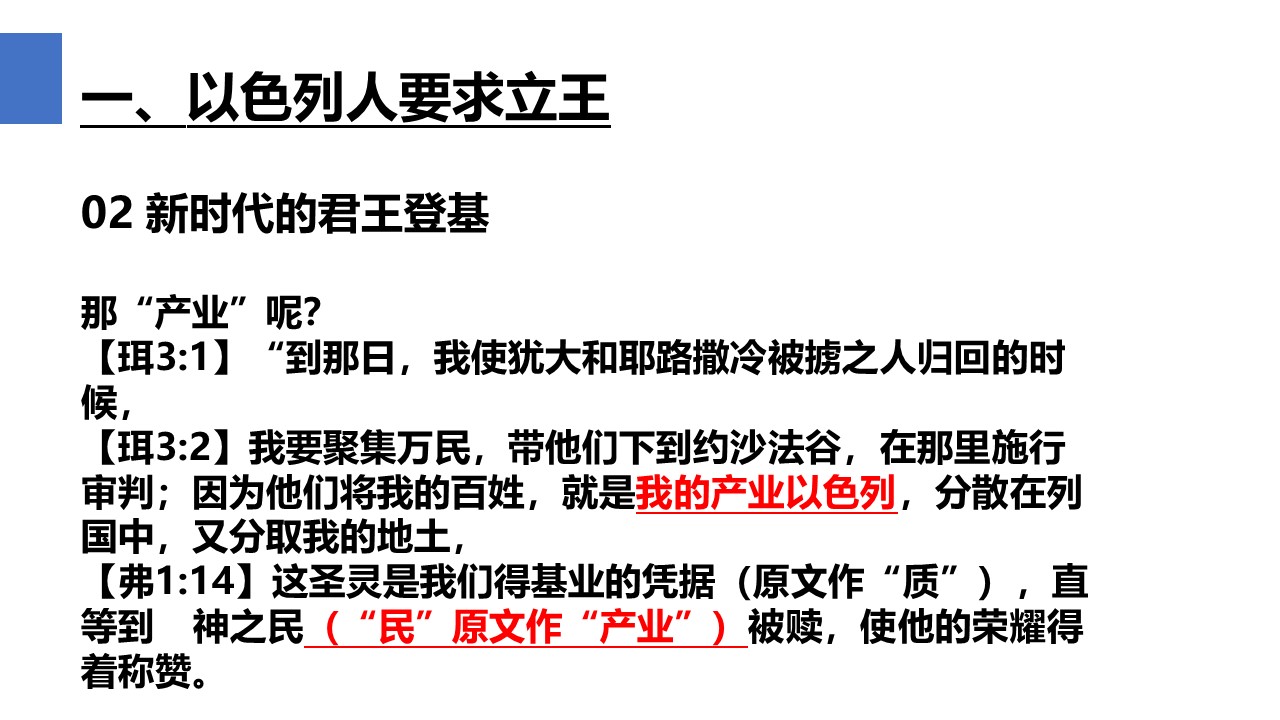 一、以色列人要求立王
02 新时代的君王登基
那“产业”呢？
【珥3:1】“到那日，我使犹大和耶路撒冷被掳之人归回的时
候，
【珥3:2】我要聚集万民，带他们下到约沙法谷，在那里施行
审判；因为他们将我的百姓，就是我的产业以色列，分散在列
国中，又分取我的地土，
【弗1:14】这圣灵是我们得基业的凭据（原文作“质”），直
等到　神之民（“民”原文作“产业”）被赎，使他的荣耀得
着称赞。